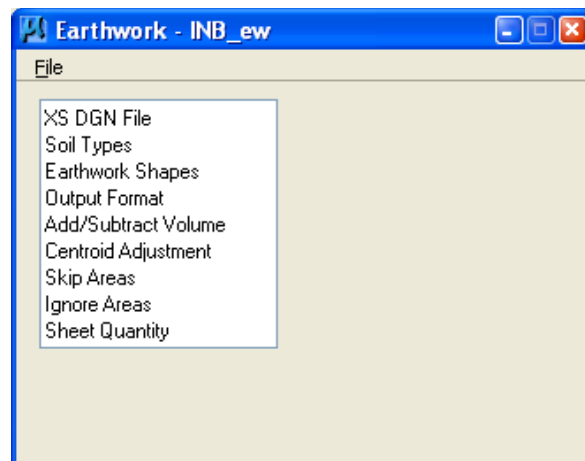 Earthwork - INB_ew
File
XS DGN File
Soil Types
Earthwork Shapes
Output Format
Add/Subtract Volume
Centroid Adjustment
Skip Areas
Ignore Areas
Sheet Quantity